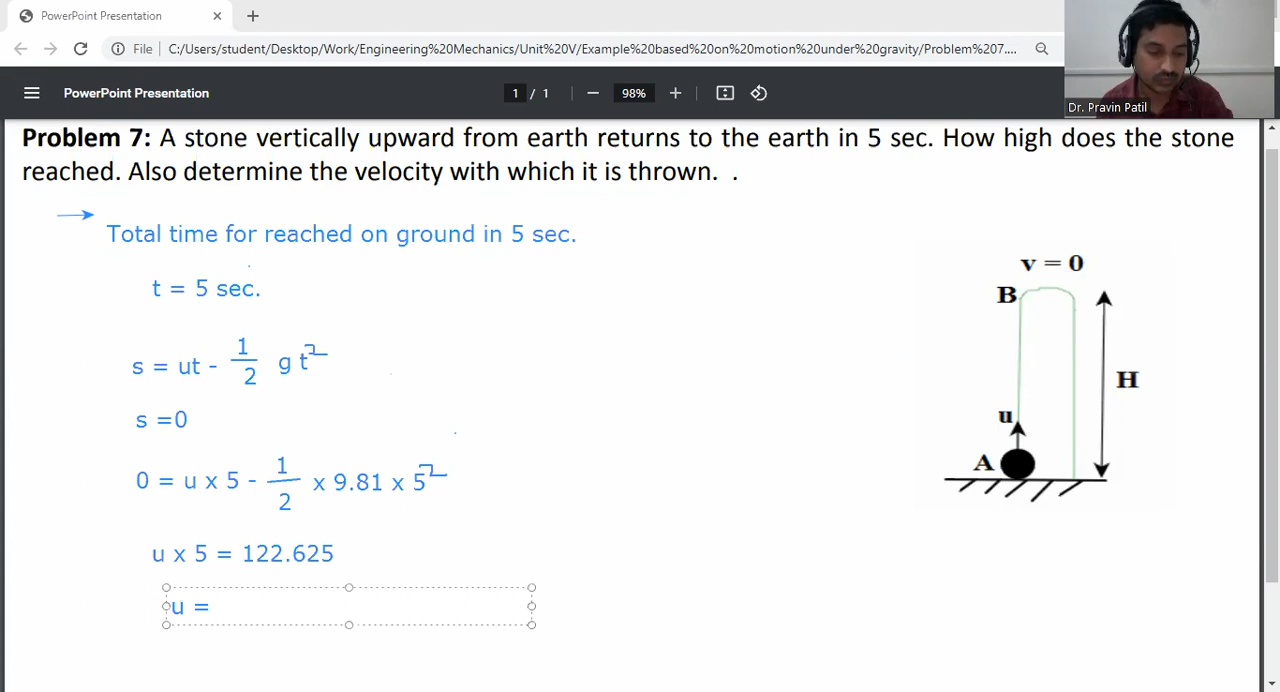 PowerPoint Presentation
File C:/Users/student/Desktop/Work/Engineering%20Mechanics/Unit%20V/Example%20based%20on%20motion%20under%20gravity/Problem%207....
PowerPoint Presentation 1 / 1 98%
Dr. Pravin Patil
Problem 7: A stone vertically upward from earth returns to the earth in 5 sec. How high does the stone
reached. Also determine the velocity with which it is thrown. .
Total time for reached on ground in 5 sec.
t = 5 sec.
s = ut - 1/2 g t²
s =0
0 = u x 5 - 1/2 x 9.81 x 5²
u x 5 = 122.625
u =
v = 0
B
H
u
A